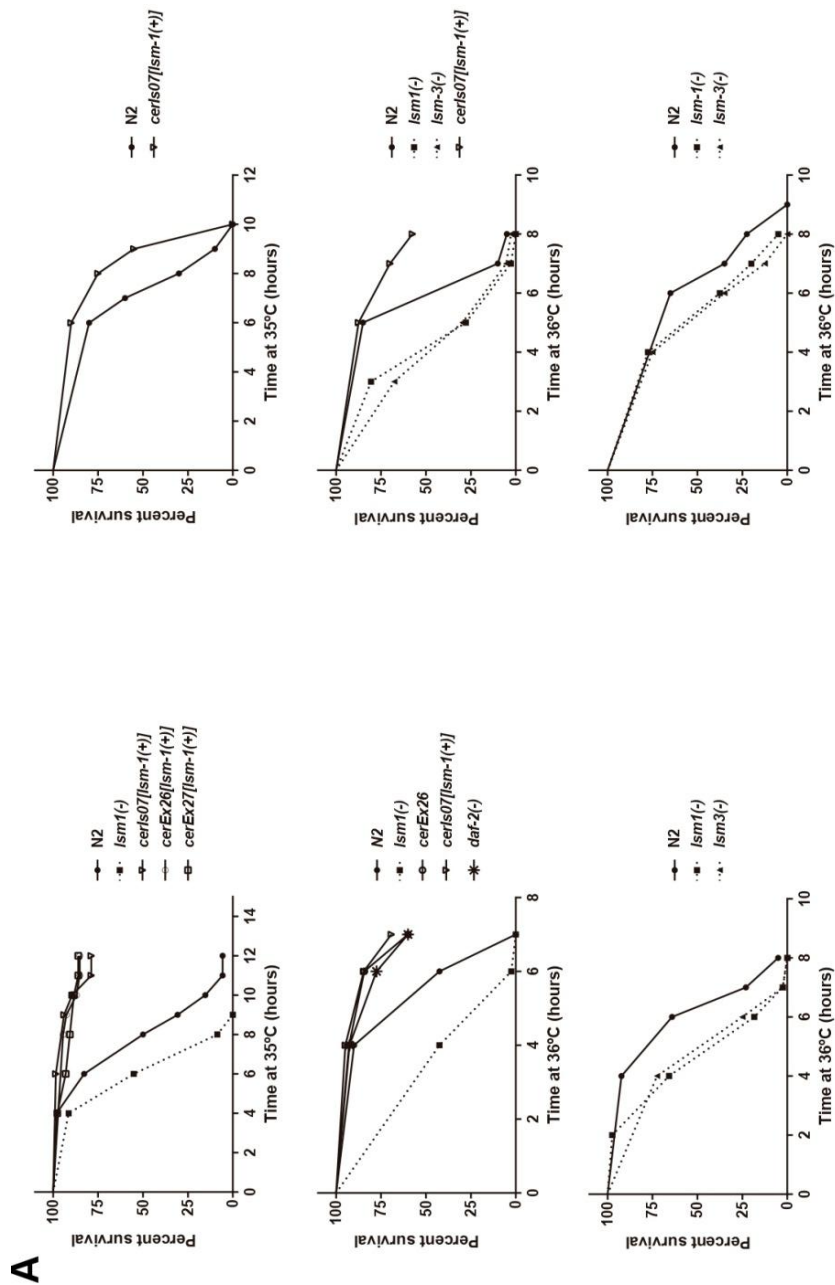 A
Percent survival
100
75
50
25
0
0 2 4 6 8 10 12 14
Time at 35ºC (hours)
N2
lsm1(-)
cerIs07[lsm-1(+)]
cerEx26[lsm-1(+)]
cerEx27[lsm-1(+)]
Percent survival
100
75
50
25
0
0 2 4 6 8 10 12
Time at 35ºC (hours)
N2
cerIs07[lsm-1(+)]
Percent survival
100
75
50
25
0
0 2 4 6 8
Time at 36ºC (hours)
N2
lsm1(-)
cerEx26
cerIs07[lsm-1(+)]
daf-2(-)
Percent survival
100
75
50
25
0
0 2 4 6 8 10
Time at 36ºC (hours)
N2
lsm1(-)
lsm-3(-)
cerIs07[lsm-1(+)]
Percent survival
100
75
50
25
0
0 2 4 6 8 10
Time at 36ºC (hours)
N2
lsm1(-)
lsm3(-)
Percent survival
100
75
50
25
0
0 2 4 6 8 10
Time at 36ºC (hours)
N2
lsm-1(-)
lsm-3(-)